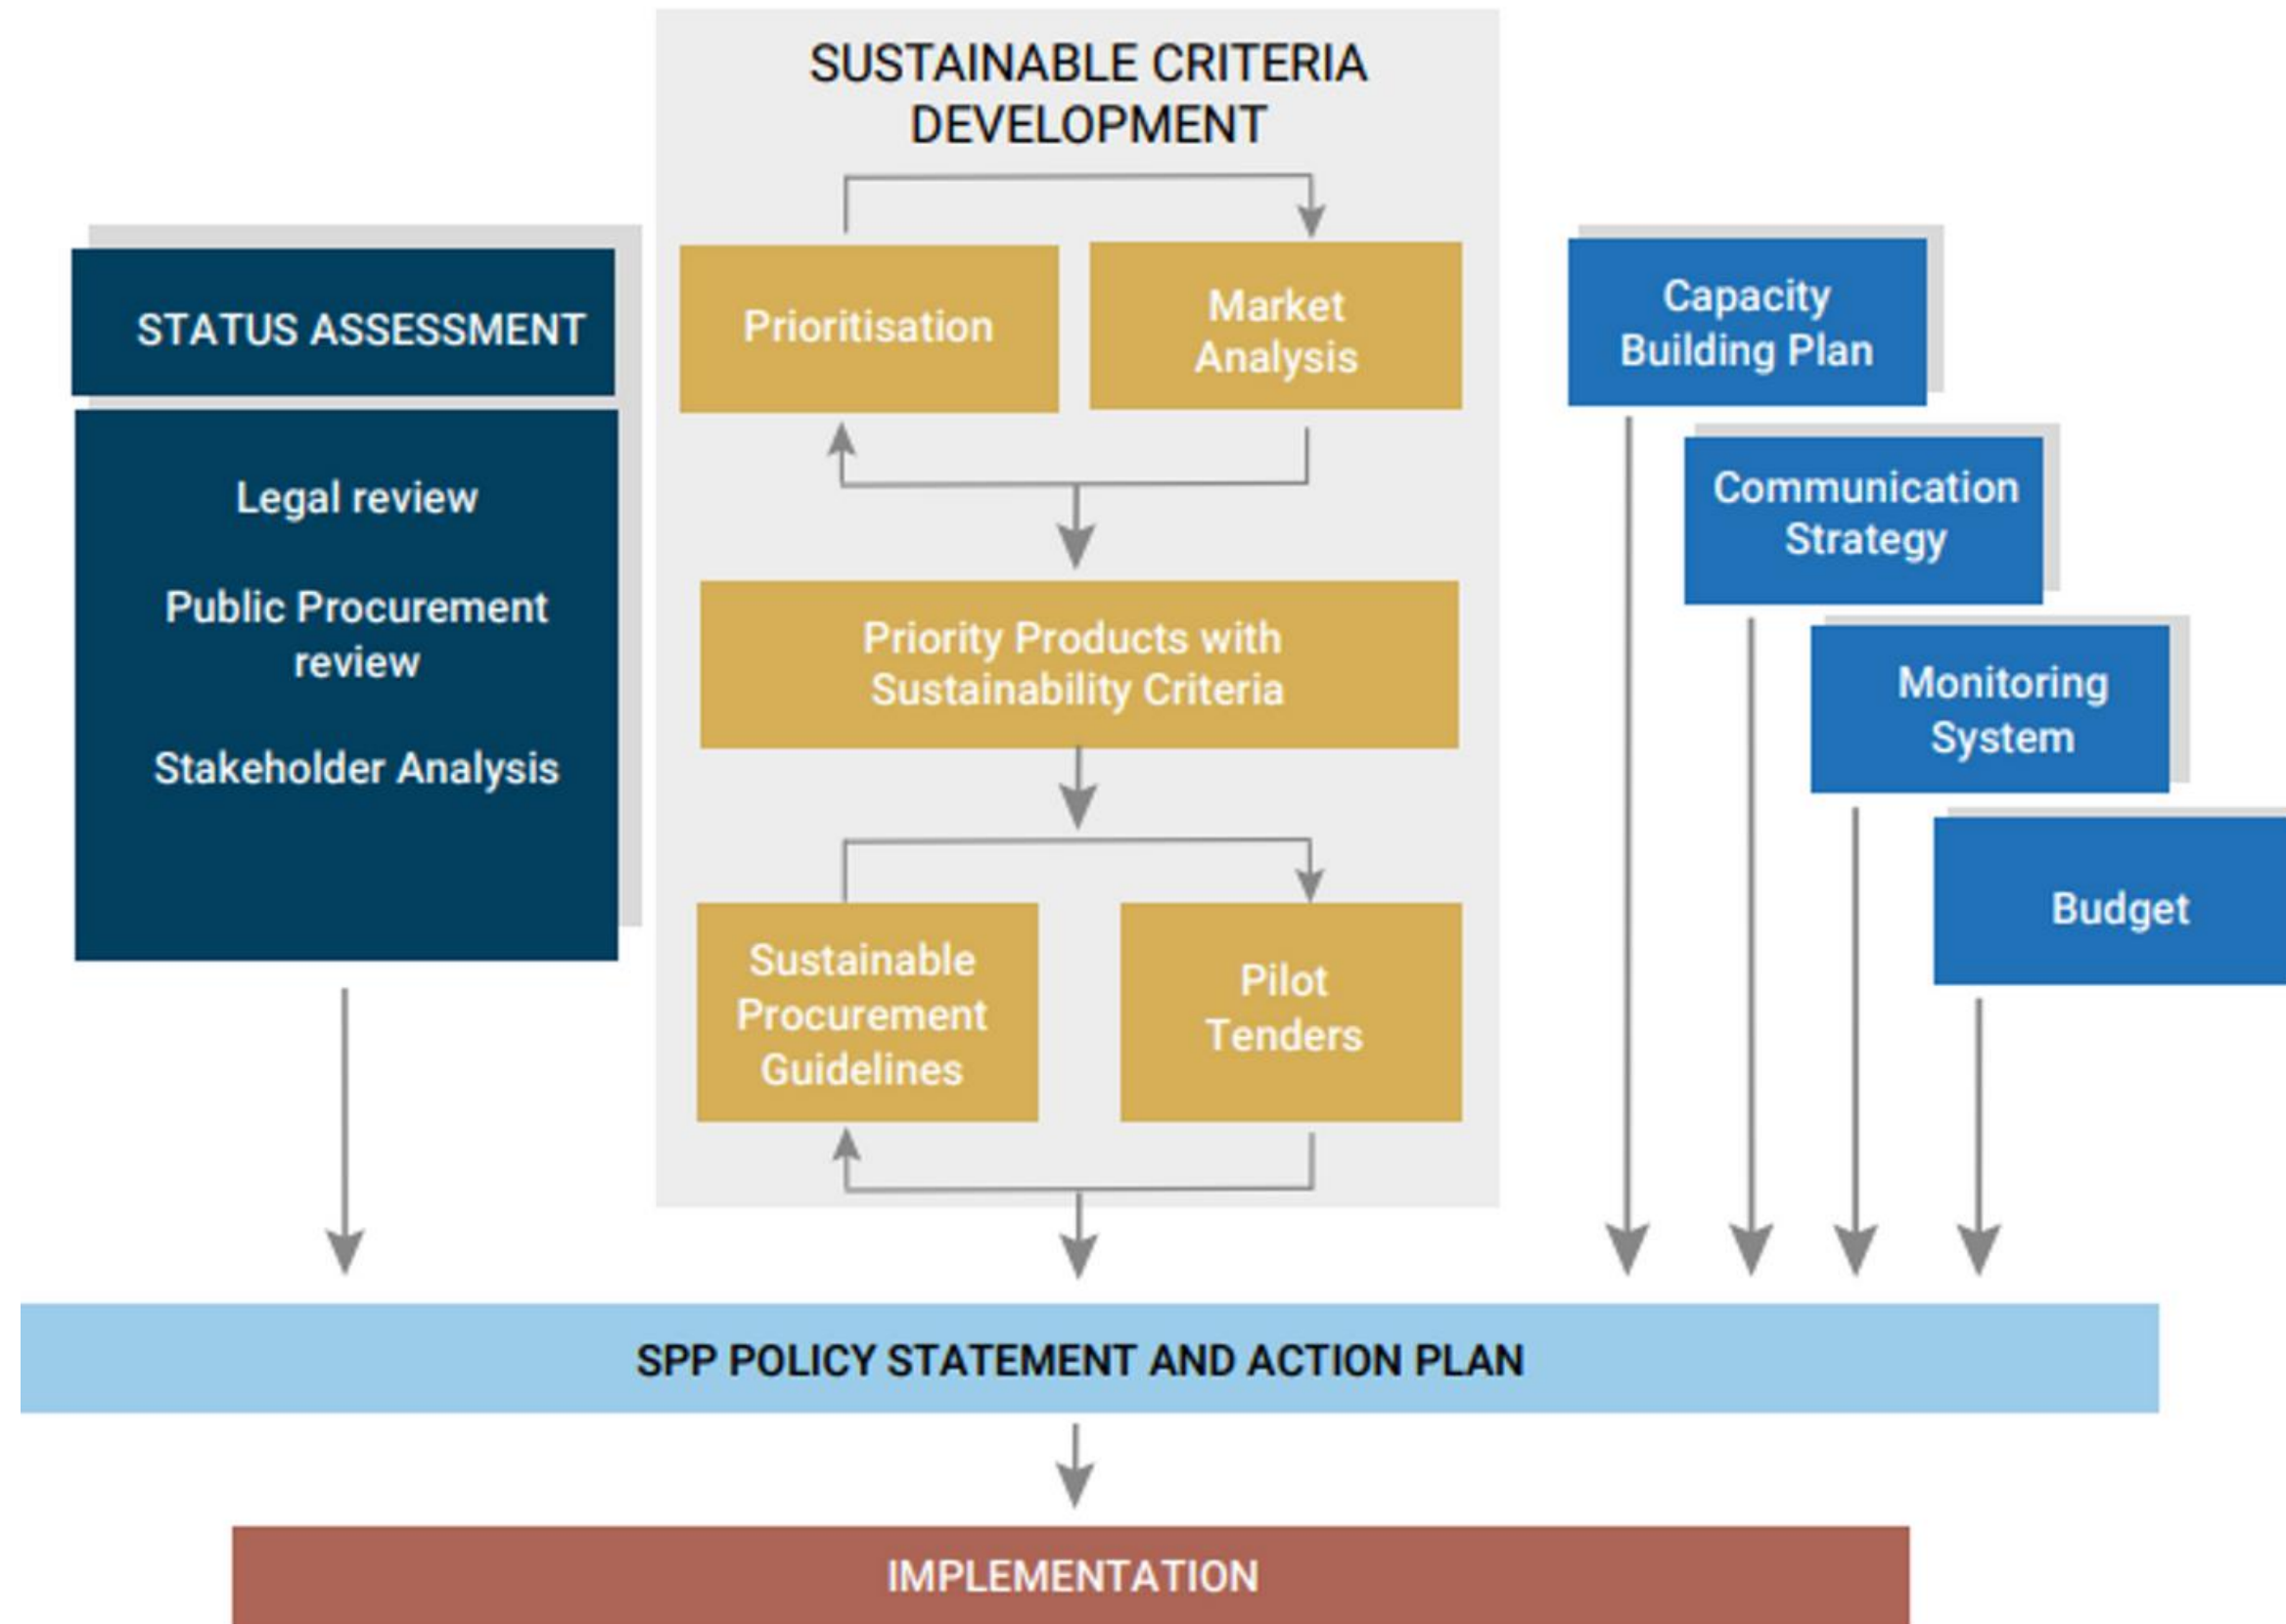 SUSTAINABLE CRITERIA
DEVELOPMENT
STATUS ASSESSMENT
Legal review
Public Procurement
review
Stakeholder Analysis
Prioritisation
Market
Analysis
Priority Products with
Sustainability Criteria
Sustainable
Procurement
Guidelines
Pilot
Tenders
Capacity
Building Plan
Communication
Strategy
Monitoring
System
Budget
SPP POLICY STATEMENT AND ACTION PLAN
IMPLEMENTATION